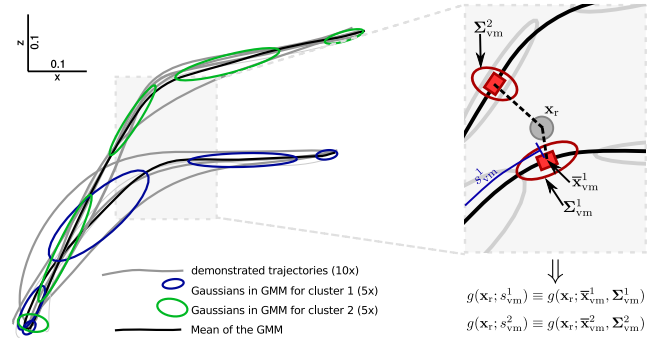 z
0.1
0.1
x
Σ²vm
xr
s¹vm
x̅¹vm
Σ¹vm
demonstrated trajectories (10x)
Gaussians in GMM for cluster 1 (5x)
Gaussians in GMM for cluster 2 (5x)
Mean of the GMM
⇓
g(xr; s¹vm) ≡ g(xr; x̅¹vm, Σ¹vm)
g(xr; s²vm) ≡ g(xr; x̅²vm, Σ²vm)